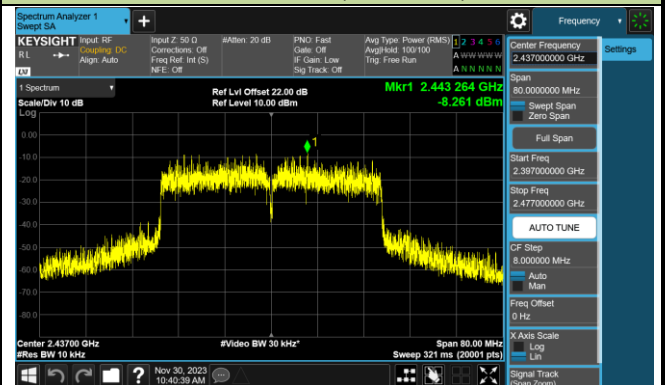 Spectrum Analyzer 1
Swept SA
Frequency
KEYSIGHT
RL
Input: RF
Coupling: DC
Align: Auto
Input Z: 50 Ω
Corrections: Off
Freq Ref: Int (S)
NFE: Off
#Atten: 20 dB
PNO: Fast
Gate: Off
IF Gain: Low
Sig Track: Off
Avg Type: Power (RMS)
Avg|Hold: 100/100
Trig: Free Run
1 2 3 4 5 6
A W W W W W
A N N N N N
LXI
Center Frequency
2.437000000 GHz
Settings
Span
80.0000000 MHz
Swept Span
Zero Span
Full Span
Start Freq
2.397000000 GHz
Stop Freq
2.477000000 GHz
AUTO TUNE
CF Step
8.000000 MHz
Auto
Man
Freq Offset
0 Hz
X Axis Scale
Log
Lin
Signal Track
(Span Zoom)
1 Spectrum
Scale/Div 10 dB
Log
Ref Lvl Offset 22.00 dB
Ref Level 10.00 dBm
Mkr1 2.443 264 GHz
-8.261 dBm
1
0.00
-10.0
-20.0
-30.0
-40.0
-50.0
-60.0
-70.0
-80.0
Center 2.43700 GHz
#Res BW 10 kHz
#Video BW 30 kHz*
Span 80.00 MHz
Sweep 321 ms (20001 pts)
?
Nov 30, 2023
10:40:39 AM